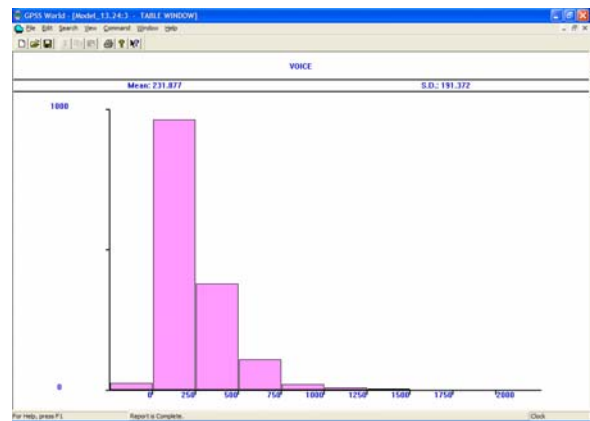 GPSS World - [Model_13.24:3 - TABLE WINDOW]
File Edit Search View Command Window Help
VOICE
Mean: 231.877 S.D.: 191.372
1000
0
0 250 500 750 1000 1250 1500 1750 2000
For Help, press F1 Report is Complete. Clock